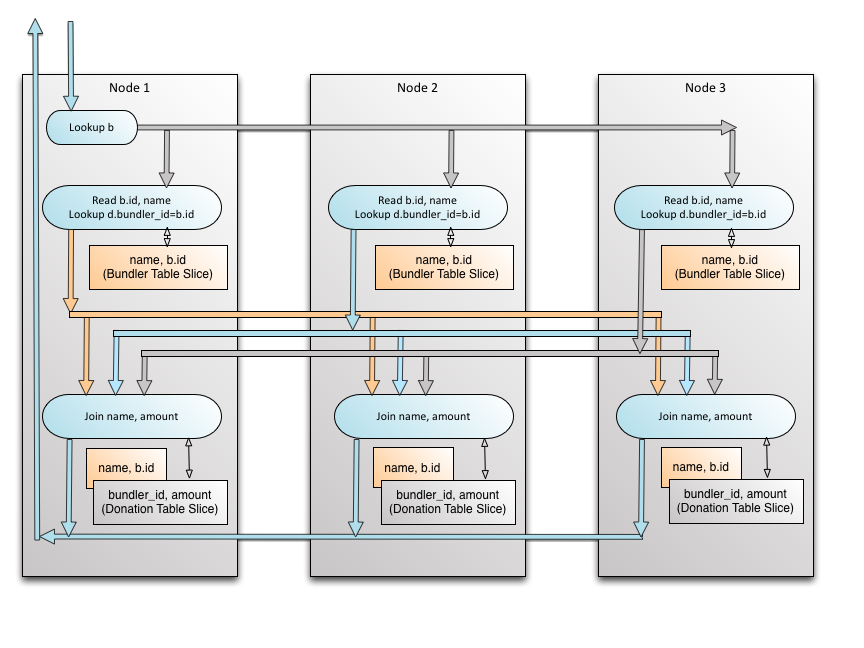 Node 1
Node 2
Node 3
Lookup b
Read b.id, name
Lookup d.bundler_id=b.id
Read b.id, name
Lookup d.bundler_id=b.id
Read b.id, name
Lookup d.bundler_id=b.id
name, b.id
(Bundler Table Slice)
name, b.id
(Bundler Table Slice)
name, b.id
(Bundler Table Slice)
Join name, amount
Join name, amount
Join name, amount
name, b.id
name, b.id
name, b.id
bundler_id, amount
(Donation Table Slice)
bundler_id, amount
(Donation Table Slice)
bundler_id, amount
(Donation Table Slice)